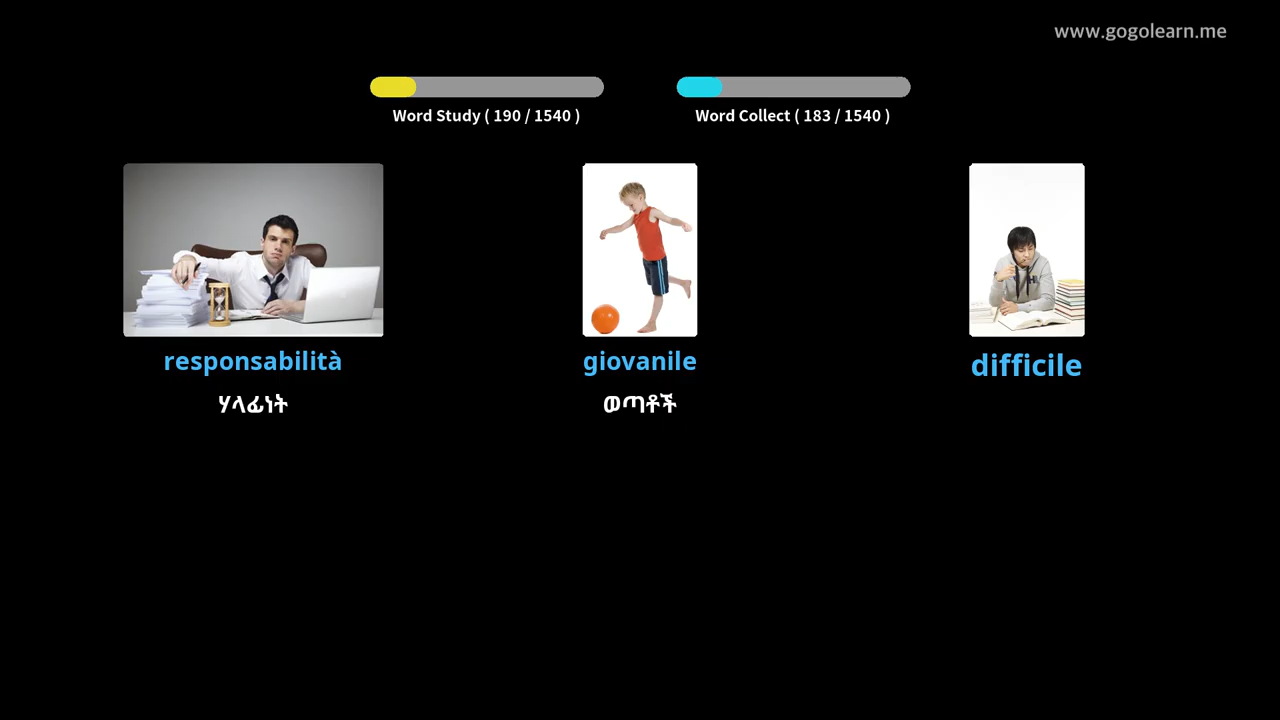 www.gogolearn.me
Word Study ( 190 / 1540 )
Word Collect ( 183 / 1540 )
responsabilità
ሃላፊነት
giovanile
ወጣቶች
difficile